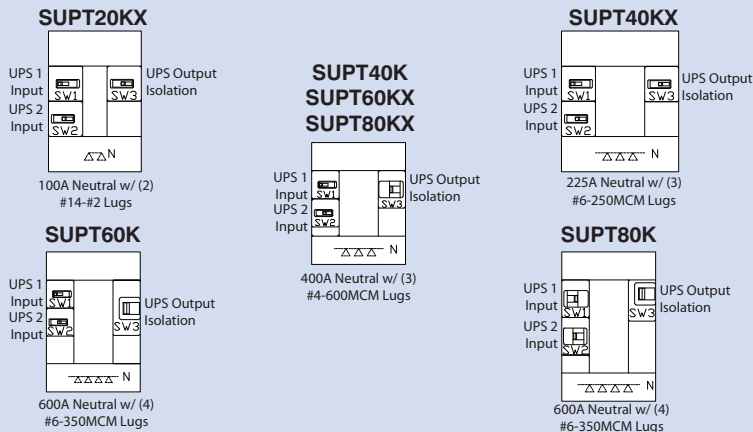 SUPT20KX
UPS 1
Input
SW1
SW3
UPS Output
Isolation
UPS 2
Input
SW2
N
100A Neutral w/ (2)
#14-#2 Lugs
SUPT40K
SUPT60KX
SUPT80KX
UPS 1
Input
SW1
SW3
UPS Output
Isolation
UPS 2
Input
SW2
N
400A Neutral w/ (3)
#4-600MCM Lugs
SUPT40KX
UPS 1
Input
SW1
SW3
UPS Output
Isolation
UPS 2
Input
SW2
N
225A Neutral w/ (3)
#6-250MCM Lugs
SUPT60K
UPS 1
Input
SW1
SW3
UPS Output
Isolation
UPS 2
Input
SW2
N
600A Neutral w/ (4)
#6-350MCM Lugs
SUPT80K
UPS 1
Input
SW1
SW3
UPS Output
Isolation
UPS 2
Input
SW2
N
600A Neutral w/ (4)
#6-350MCM Lugs